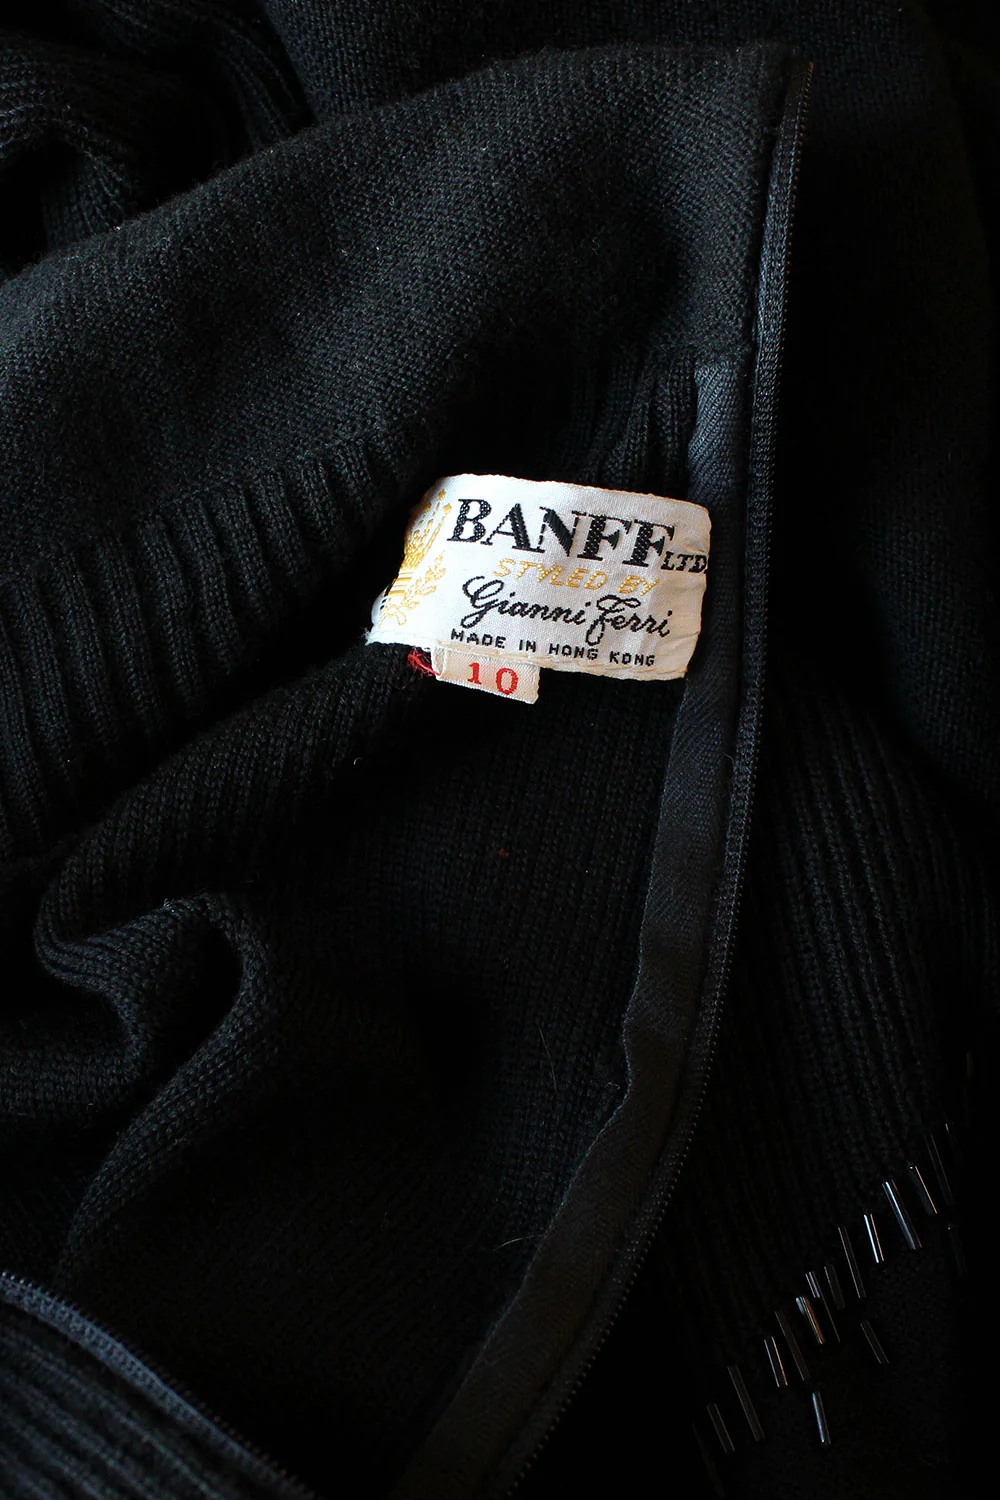 BANFF LTD
STYLED BY
Gianni Ferri
MADE IN HONG KONG
10